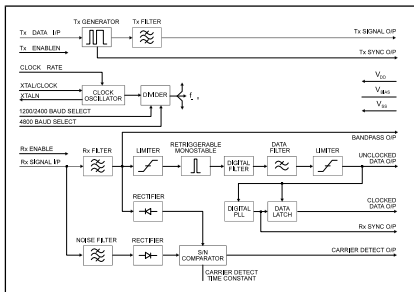 Tx GENERATOR
Tx FILTER
Tx DATA I/P
Tx SIGNAL O/P
Tx ENABLEN
Tx SYNC O/P
CLOCK RATE
XTAL/CLOCK
XTALN
CLOCK
OSCILLATOR
DIVIDER
VDD
VBIAS
VSS
1200/2400 BAUD SELECT
4800 BAUD SELECT
BANDPASS O/P
Rx ENABLE
Rx SIGNAL I/P
Rx FILTER
LIMITER
RETRIGGERABLE
MONOSTABLE
DIGITAL
FILTER
DATA
FILTER
LIMITER
UNCLOCKED
DATA O/P
RECTIFIER
DIGITAL
PLL
DATA
LATCH
CLOCKED
DATA O/P
Rx SYNC O/P
NOISE FILTER
RECTIFIER
S/N
COMPARATOR
CARRIER DETECT O/P
CARRIER DETECT
TIME CONSTANT